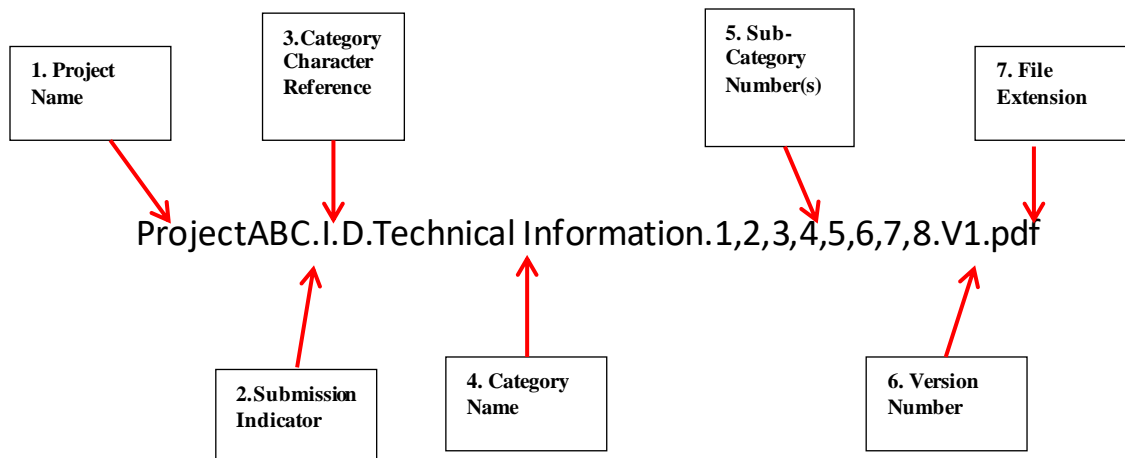 1. Project
Name
3.Category
Character
Reference
5. Sub-
Category
Number(s)
7. File
Extension
ProjectABC.I.D.Technical Information.1,2,3,4,5,6,7,8.V1.pdf
2.Submission
Indicator
4. Category
Name
6. Version
Number